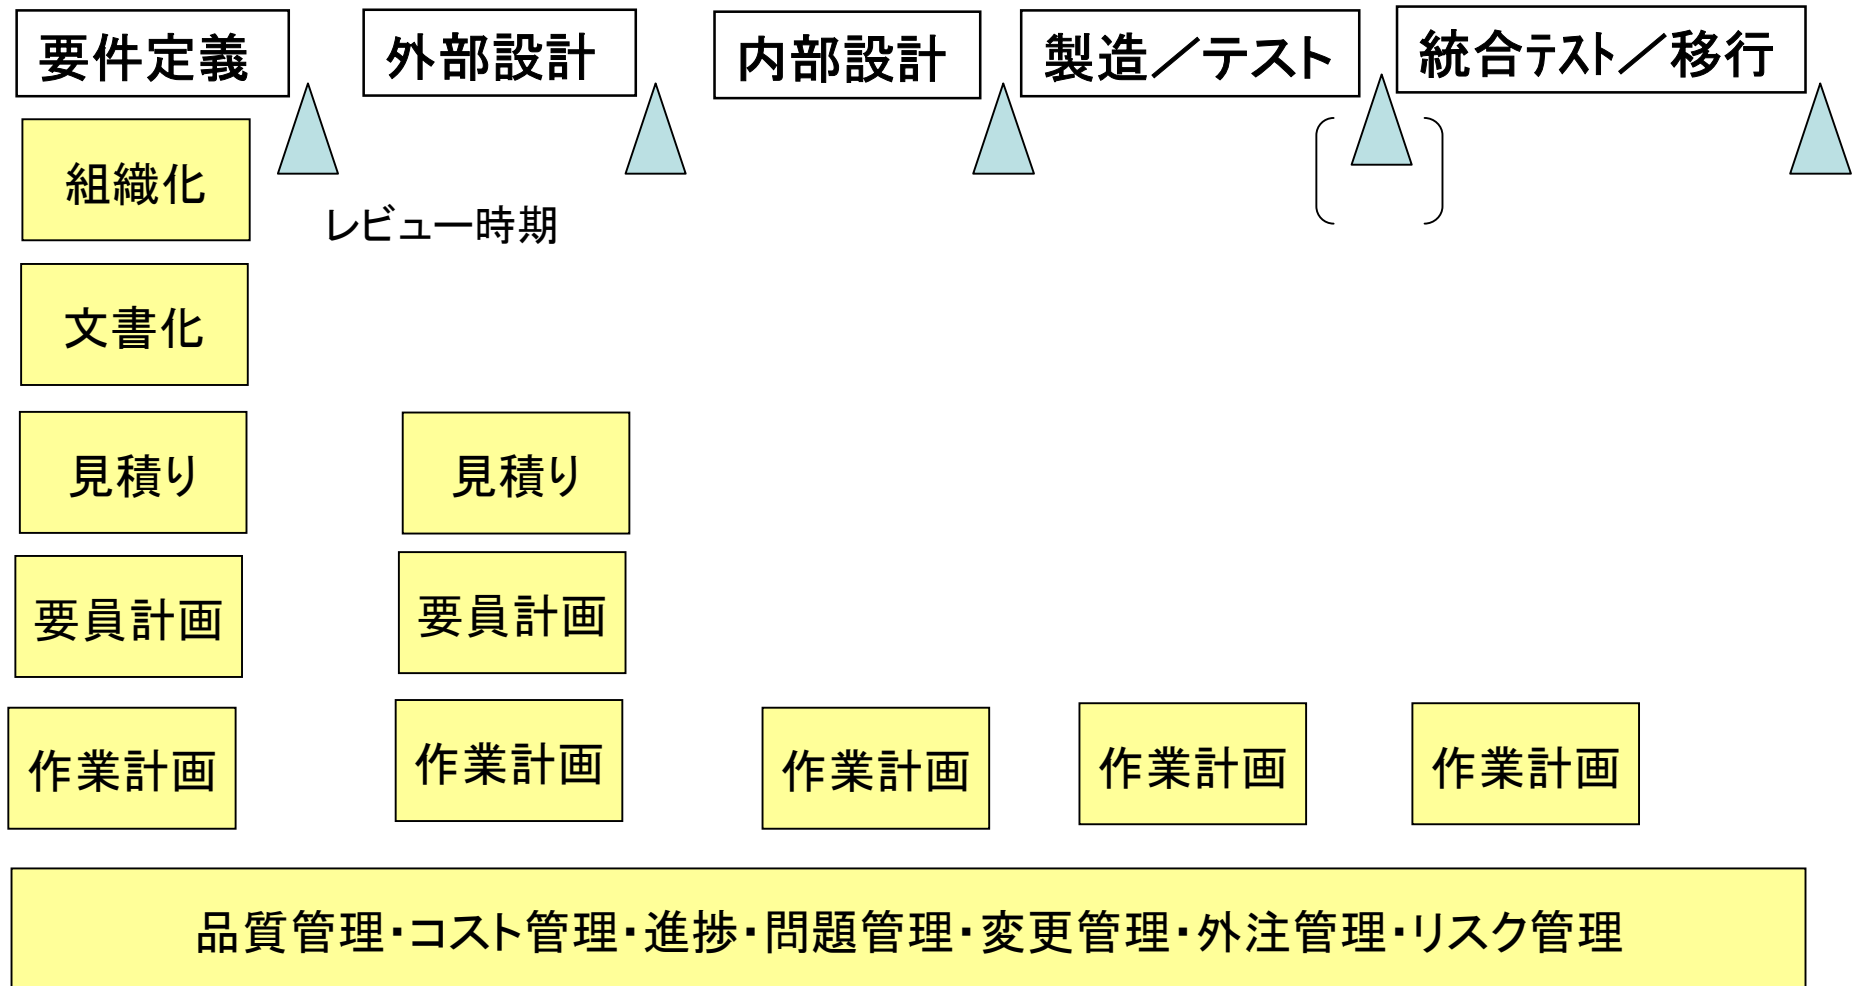 要件定義
外部設計
内部設計
製造／テスト
統合ﾃｽﾄ／移行
組織化
レビュー時期
文書化
見積り
見積り
要員計画
要員計画
作業計画
作業計画
作業計画
作業計画
作業計画
品質管理・コスト管理・進捗・問題管理・変更管理・外注管理・リスク管理